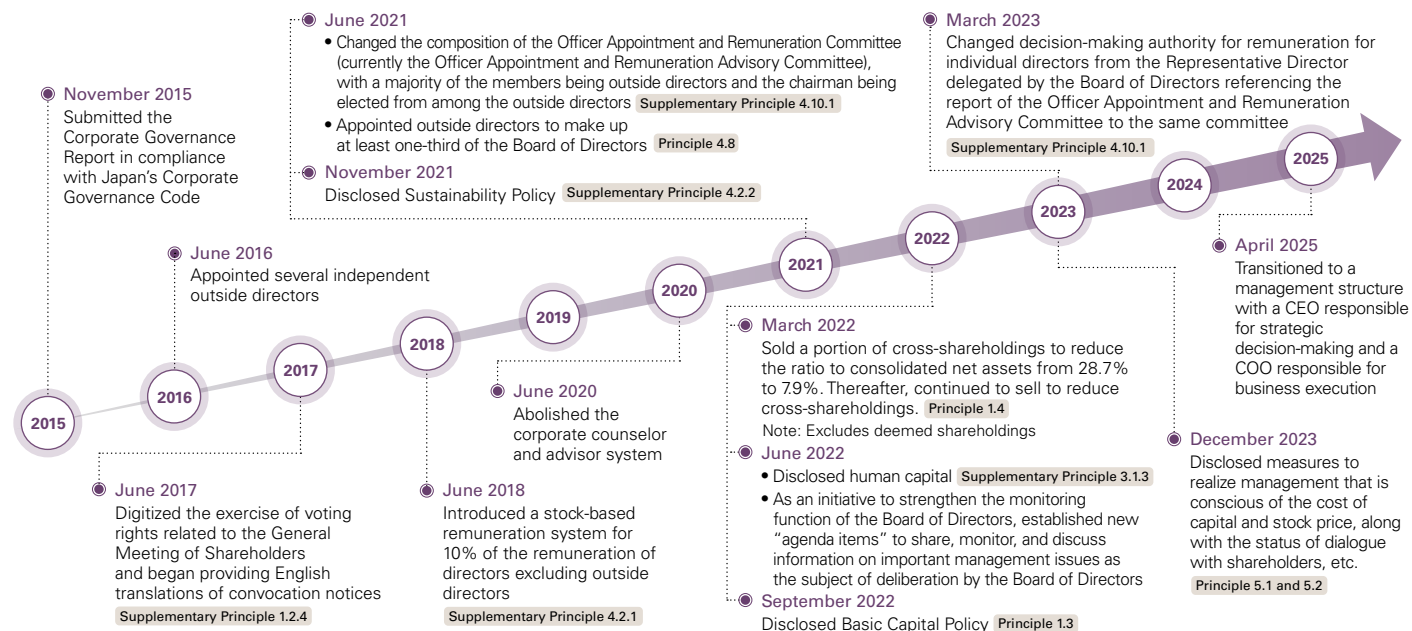 November 2015
Submitted the
Corporate Governance
Report in compliance
with Japan's Corporate
Governance Code
June 2016
Appointed several independent
outside directors
June 2017
Digitized the exercise of voting
rights related to the General
Meeting of Shareholders
and began providing English
translations of convocation notices
Supplementary Principle 1.2.4
June 2018
Introduced a stock-based
remuneration system for
10% of the remuneration of
directors excluding outside
directors
Supplementary Principle 4.2.1
June 2020
Abolished the
corporate counselor
and advisor system
June 2021
• Changed the composition of the Officer Appointment and Remuneration Committee
(currently the Officer Appointment and Remuneration Advisory Committee),
with a majority of the members being outside directors and the chairman being
elected from among the outside directors Supplementary Principle 4.10.1
• Appointed outside directors to make up
at least one-third of the Board of Directors Principle 4.8
November 2021
Disclosed Sustainability Policy Supplementary Principle 4.2.2
March 2022
Sold a portion of cross-shareholdings to reduce
the ratio to consolidated net assets from 28.7%
to 7.9%. Thereafter, continued to sell to reduce
cross-shareholdings. Principle 1.4
Note: Excludes deemed shareholdings
June 2022
• Disclosed human capital Supplementary Principle 3.1.3
• As an initiative to strengthen the monitoring
function of the Board of Directors, established new
“agenda items” to share, monitor, and discuss
information on important management issues as
the subject of deliberation by the Board of Directors
September 2022
Disclosed Basic Capital Policy Principle 1.3
March 2023
Changed decision-making authority for remuneration for
individual directors from the Representative Director
delegated by the Board of Directors referencing the
report of the Officer Appointment and Remuneration
Advisory Committee to the same committee
Supplementary Principle 4.10.1
December 2023
Disclosed measures to
realize management that is
conscious of the cost of
capital and stock price, along
with the status of dialogue
with shareholders, etc.
Principle 5.1 and 5.2
April 2025
Transitioned to a
management structure
with a CEO responsible
for strategic
decision-making and a
COO responsible for
business execution
2015
2016
2017
2018
2019
2020
2021
2022
2023
2024
2025